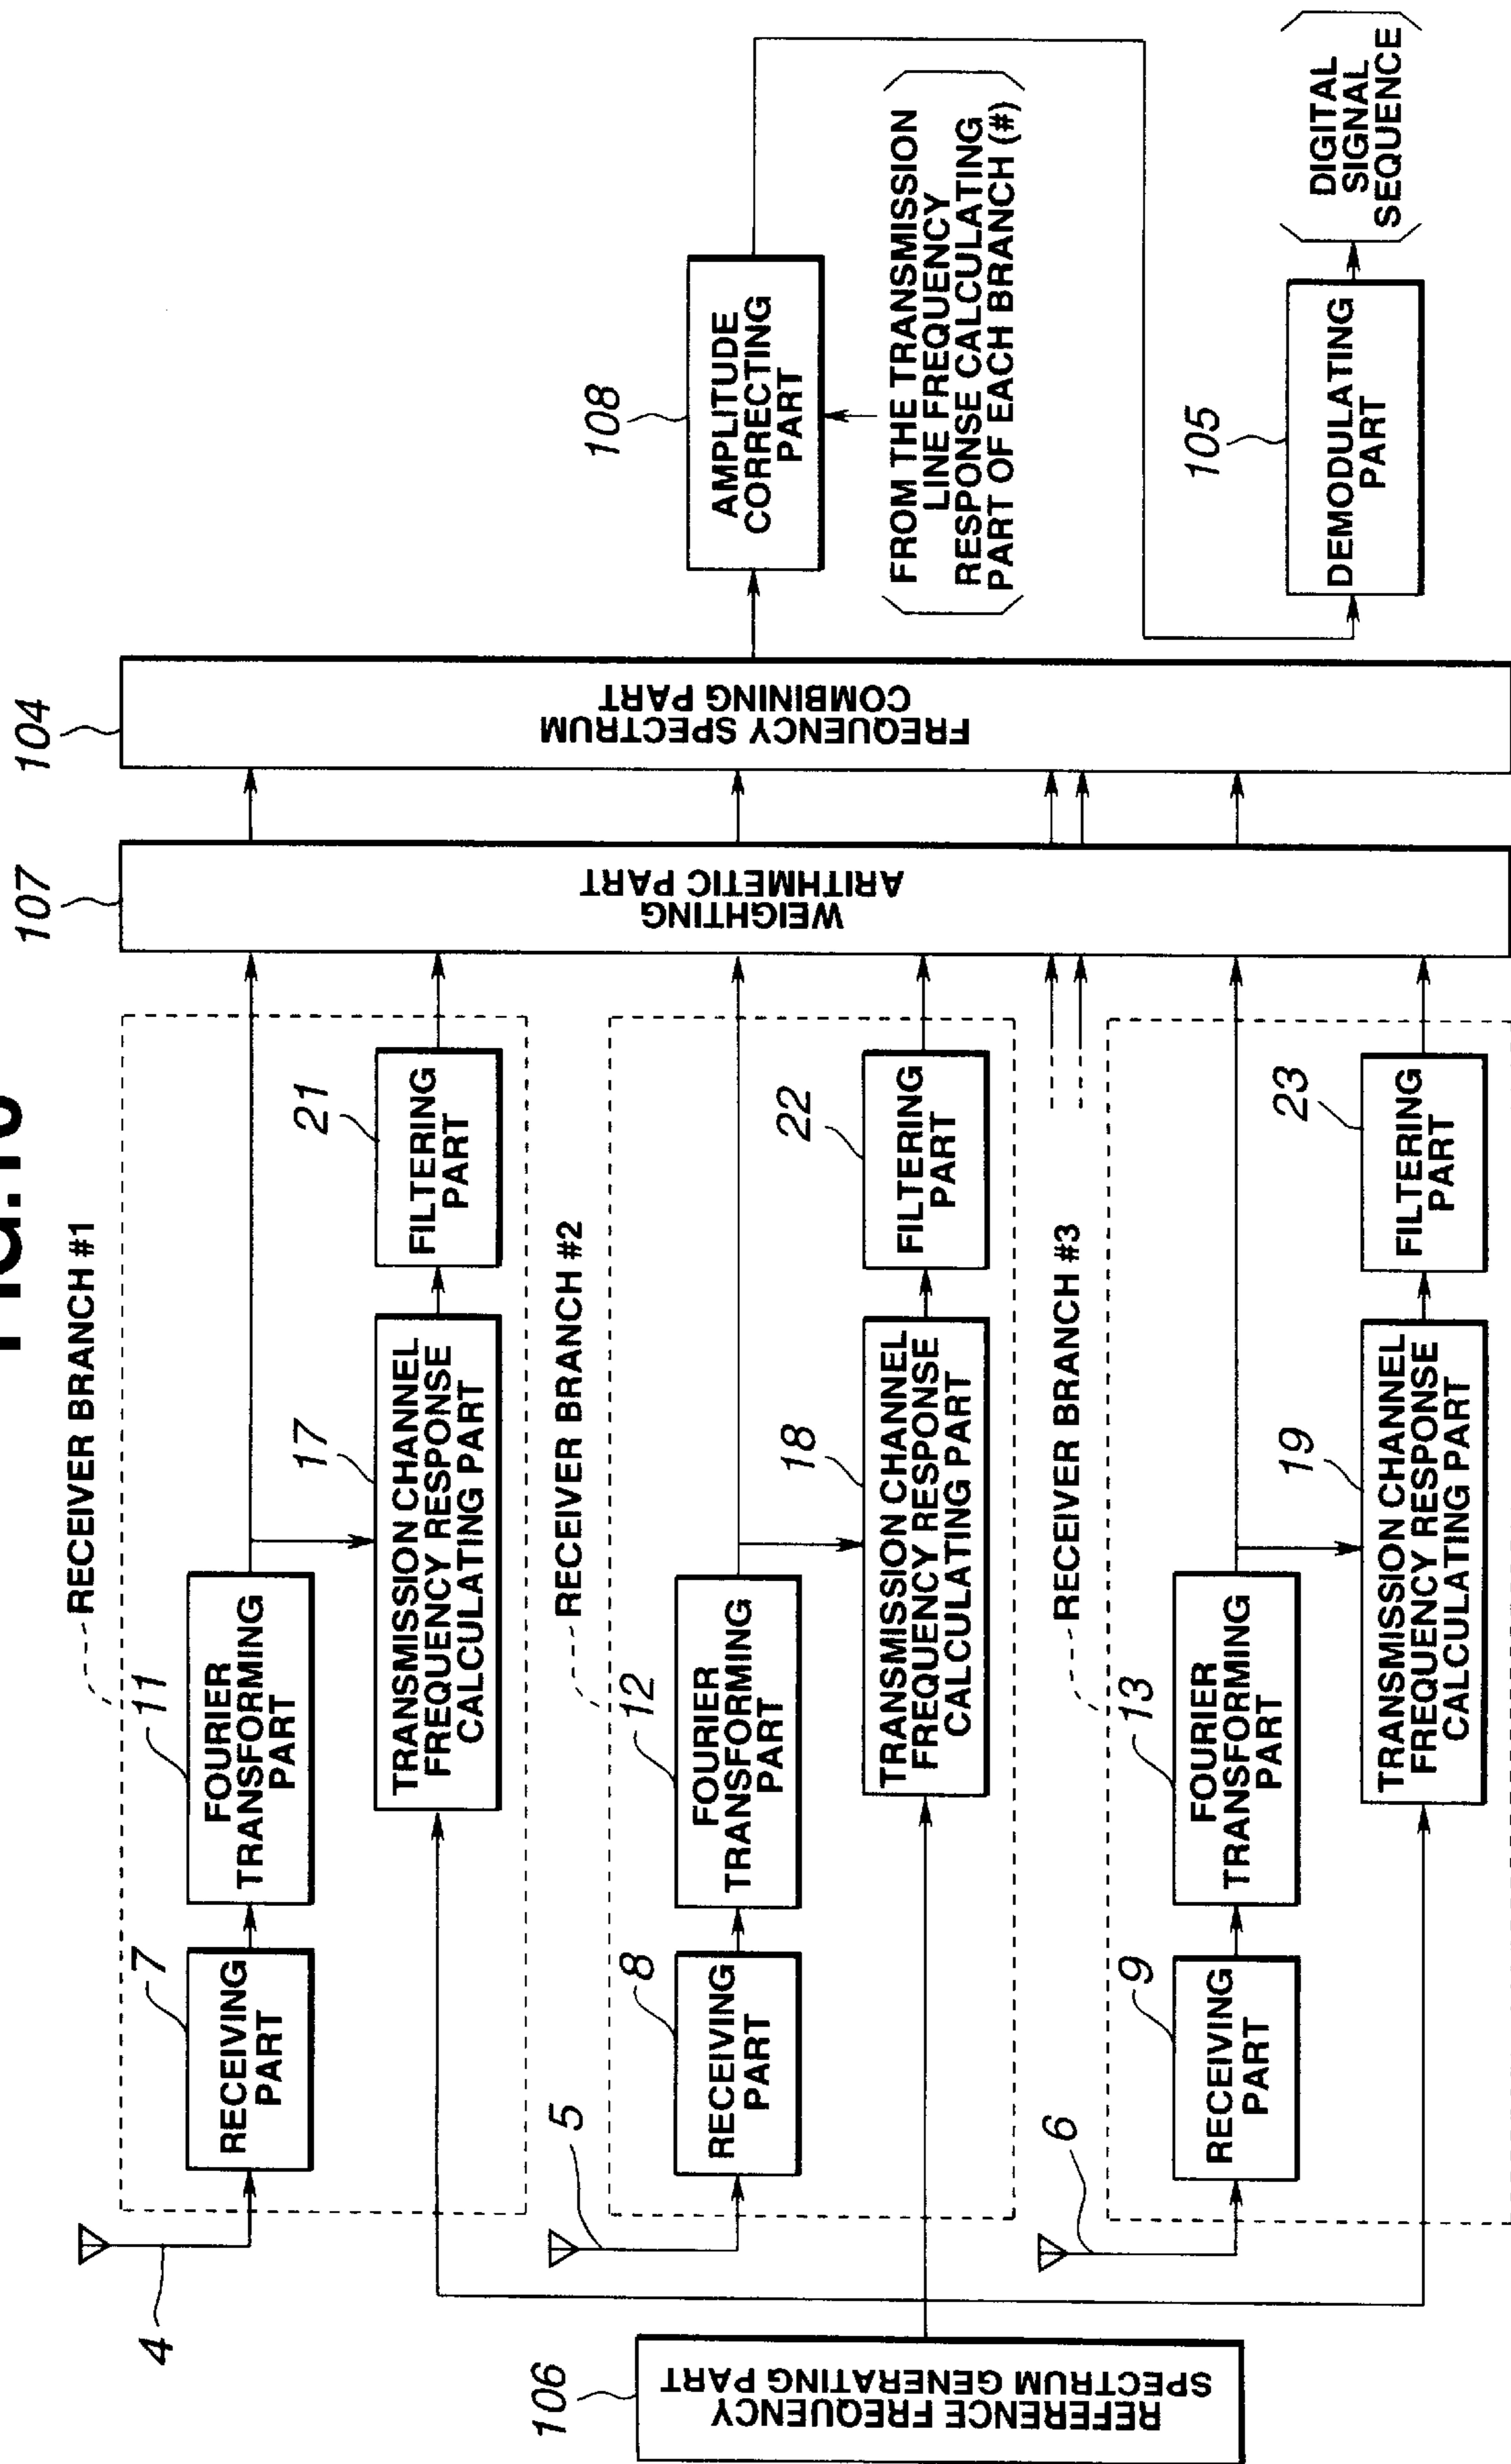 RECEIVER BRANCH #1
4
7
RECEIVING
PART
11
FOURIER
TRANSFORMING
PART
17
TRANSMISSION CHANNEL
FREQUENCY RESPONSE
CALCULATING PART
21
FILTERING
PART
RECEIVER BRANCH #2
5
8
RECEIVING
PART
12
FOURIER
TRANSFORMING
PART
18
TRANSMISSION CHANNEL
FREQUENCY RESPONSE
CALCULATING PART
22
FILTERING
PART
RECEIVER BRANCH #3
6
9
RECEIVING
PART
13
FOURIER
TRANSFORMING
PART
19
TRANSMISSION CHANNEL
FREQUENCY RESPONSE
CALCULATING PART
23
FILTERING
PART
106
REFERENCE FREQUENCY
SPECTRUM GENERATING PART
107
WEIGHTING
ARITHMETIC PART
104
FREQUENCY SPECTRUM
COMBINING PART
108
AMPLITUDE
CORRECTING
PART
FROM THE TRANSMISSION
LINE FREQUENCY
RESPONSE CALCULATING
PART OF EACH BRANCH (#)
105
DEMODULATING
PART
DIGITAL
SIGNAL
SEQUENCE